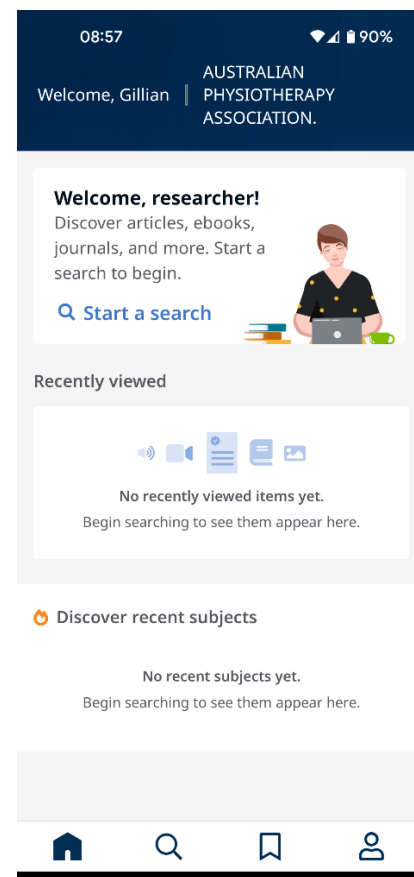 08:57
90%
Welcome, Gillian
AUSTRALIAN
PHYSIOTHERAPY
ASSOCIATION.
Welcome, researcher!
Discover articles, ebooks,
journals, and more. Start a
search to begin.
Start a search
Recently viewed
No recently viewed items yet.
Begin searching to see them appear here.
Discover recent subjects
No recent subjects yet.
Begin searching to see them appear here.